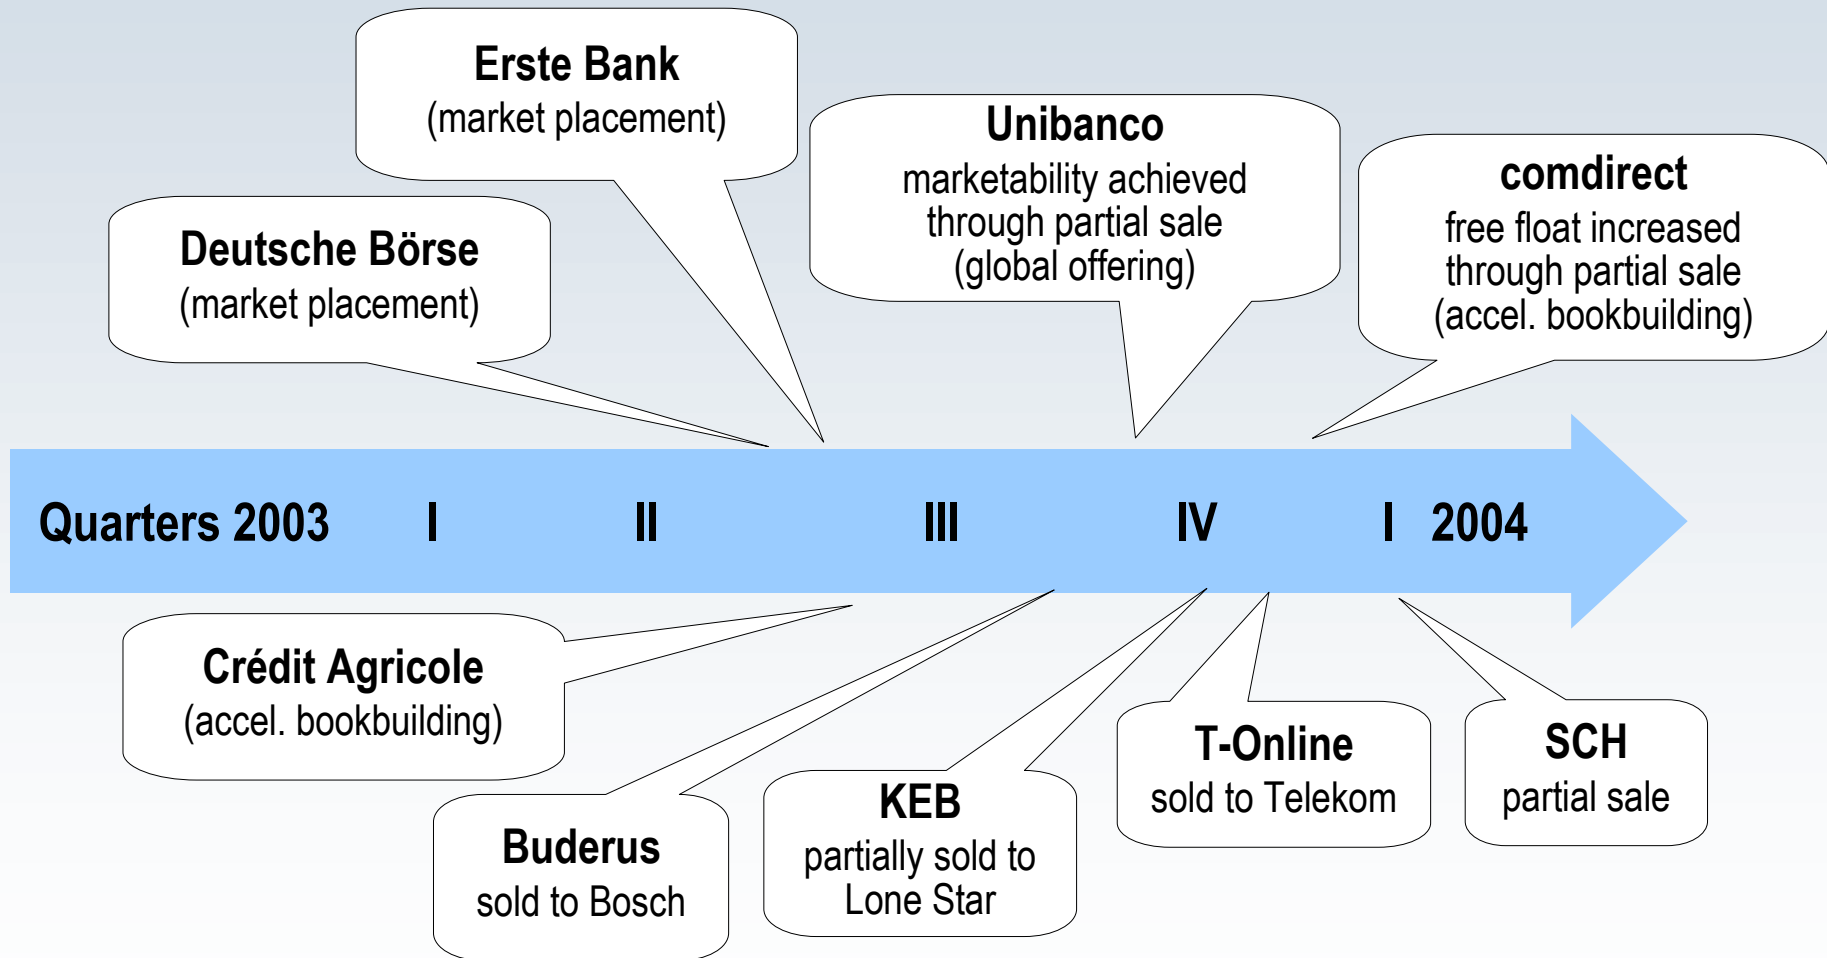 Erste Bank
(market placement)
Unibanco
marketability achieved
through partial sale
(global offering)
comdirect
free float increased
through partial sale
(accel. bookbuilding)
Deutsche Börse
(market placement)
Quarters 2003 I II III IV I 2004
Crédit Agricole
(accel. bookbuilding)
Buderus
sold to Bosch
KEB
partially sold to
Lone Star
T-Online
sold to Telekom
SCH
partial sale